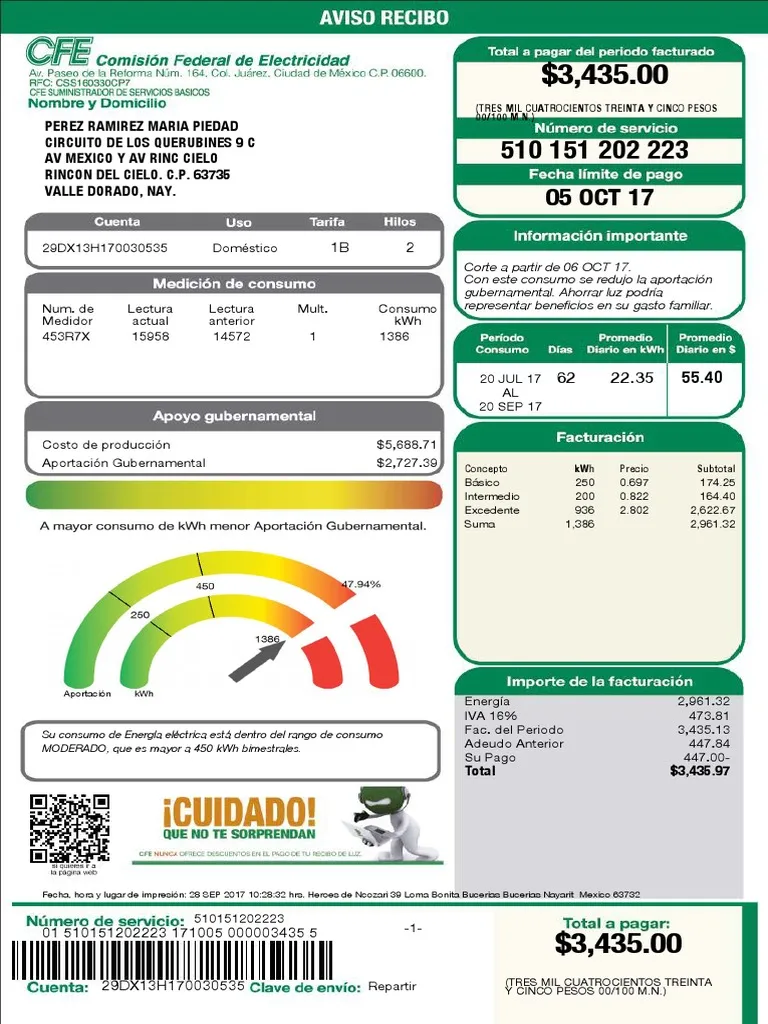 AVISO RECIBO
CFE Comisión Federal de Electricidad
Av. Paseo de la Reforma Núm. 164, Col. Juárez, Ciudad de México C.P. 06600.
RFC: CSS160330CP7
CFE SUMINISTRADOR DE SERVICIOS BASICOS
Nombre y Domicilio
PEREZ RAMIREZ MARIA PIEDAD
CIRCUITO DE LOS QUERUBINES 9 C
AV MEXICO Y AV RINC CIELO
RINCON DEL CIELO. C.P. 63735
VALLE DORADO, NAY.
Total a pagar del periodo facturado
$3,435.00
(TRES MIL CUATROCIENTOS TREINTA Y CINCO PESOS
00/100 M.N.)
Número de servicio
510 151 202 223
Fecha límite de pago
05 OCT 17
Cuenta Uso Tarifa Hilos
29DX13H170030535 Doméstico 1B 2
Medición de consumo
Num. de Lectura Lectura Mult. Consumo
Medidor actual anterior kWh
453R7X 15958 14572 1 1386
Información importante
Corte a partir de 06 OCT 17.
Con este consumo se redujo la aportación
gubernamental. Ahorrar luz podría
representar beneficios en su gasto familiar.
Período Promedio Promedio
Consumo Días Diario en kWh Diario en $
20 JUL 17 62 22.35 55.40
AL
20 SEP 17
Apoyo gubernamental
Costo de producción $5,688.71
Aportación Gubernamental $2,727.39
A mayor consumo de kWh menor Aportación Gubernamental.
450
47.94%
250
1386
Aportación kWh
Facturación
Concepto kWh Precio Subtotal
Básico 250 0.697 174.25
Intermedio 200 0.822 164.40
Excedente 936 2.802 2,622.67
Suma 1,386 2,961.32
Su consumo de Energía eléctrica está dentro del rango de consumo
MODERADO, que es mayor a 450 kWh bimestrales.
Importe de la facturación
Energía 2,961.32
IVA 16% 473.81
Fac. del Periodo 3,435.13
Adeudo Anterior 447.84
Su Pago 447.00-
Total $3,435.97
si quieres ir a
la página web
¡CUIDADO!
QUE NO TE SORPRENDAN
CFE NUNCA OFRECE DESCUENTOS EN EL PAGO DE TU RECIBO DE LUZ.
Fecha, hora y lugar de impresión: 28 SEP 2017 10:28:32 hrs. Heroes de Ncozari 39 Loma Bonita Bucerias Bucerias Nayarit Mexico 63732
Número de servicio: 510151202223
01 510151202223 171005 000003435 5
-1-
Cuenta: 29DX13H170030535 Clave de envío: Repartir
Total a pagar:
$3,435.00
(TRES MIL CUATROCIENTOS TREINTA
Y CINCO PESOS 00/100 M.N.)